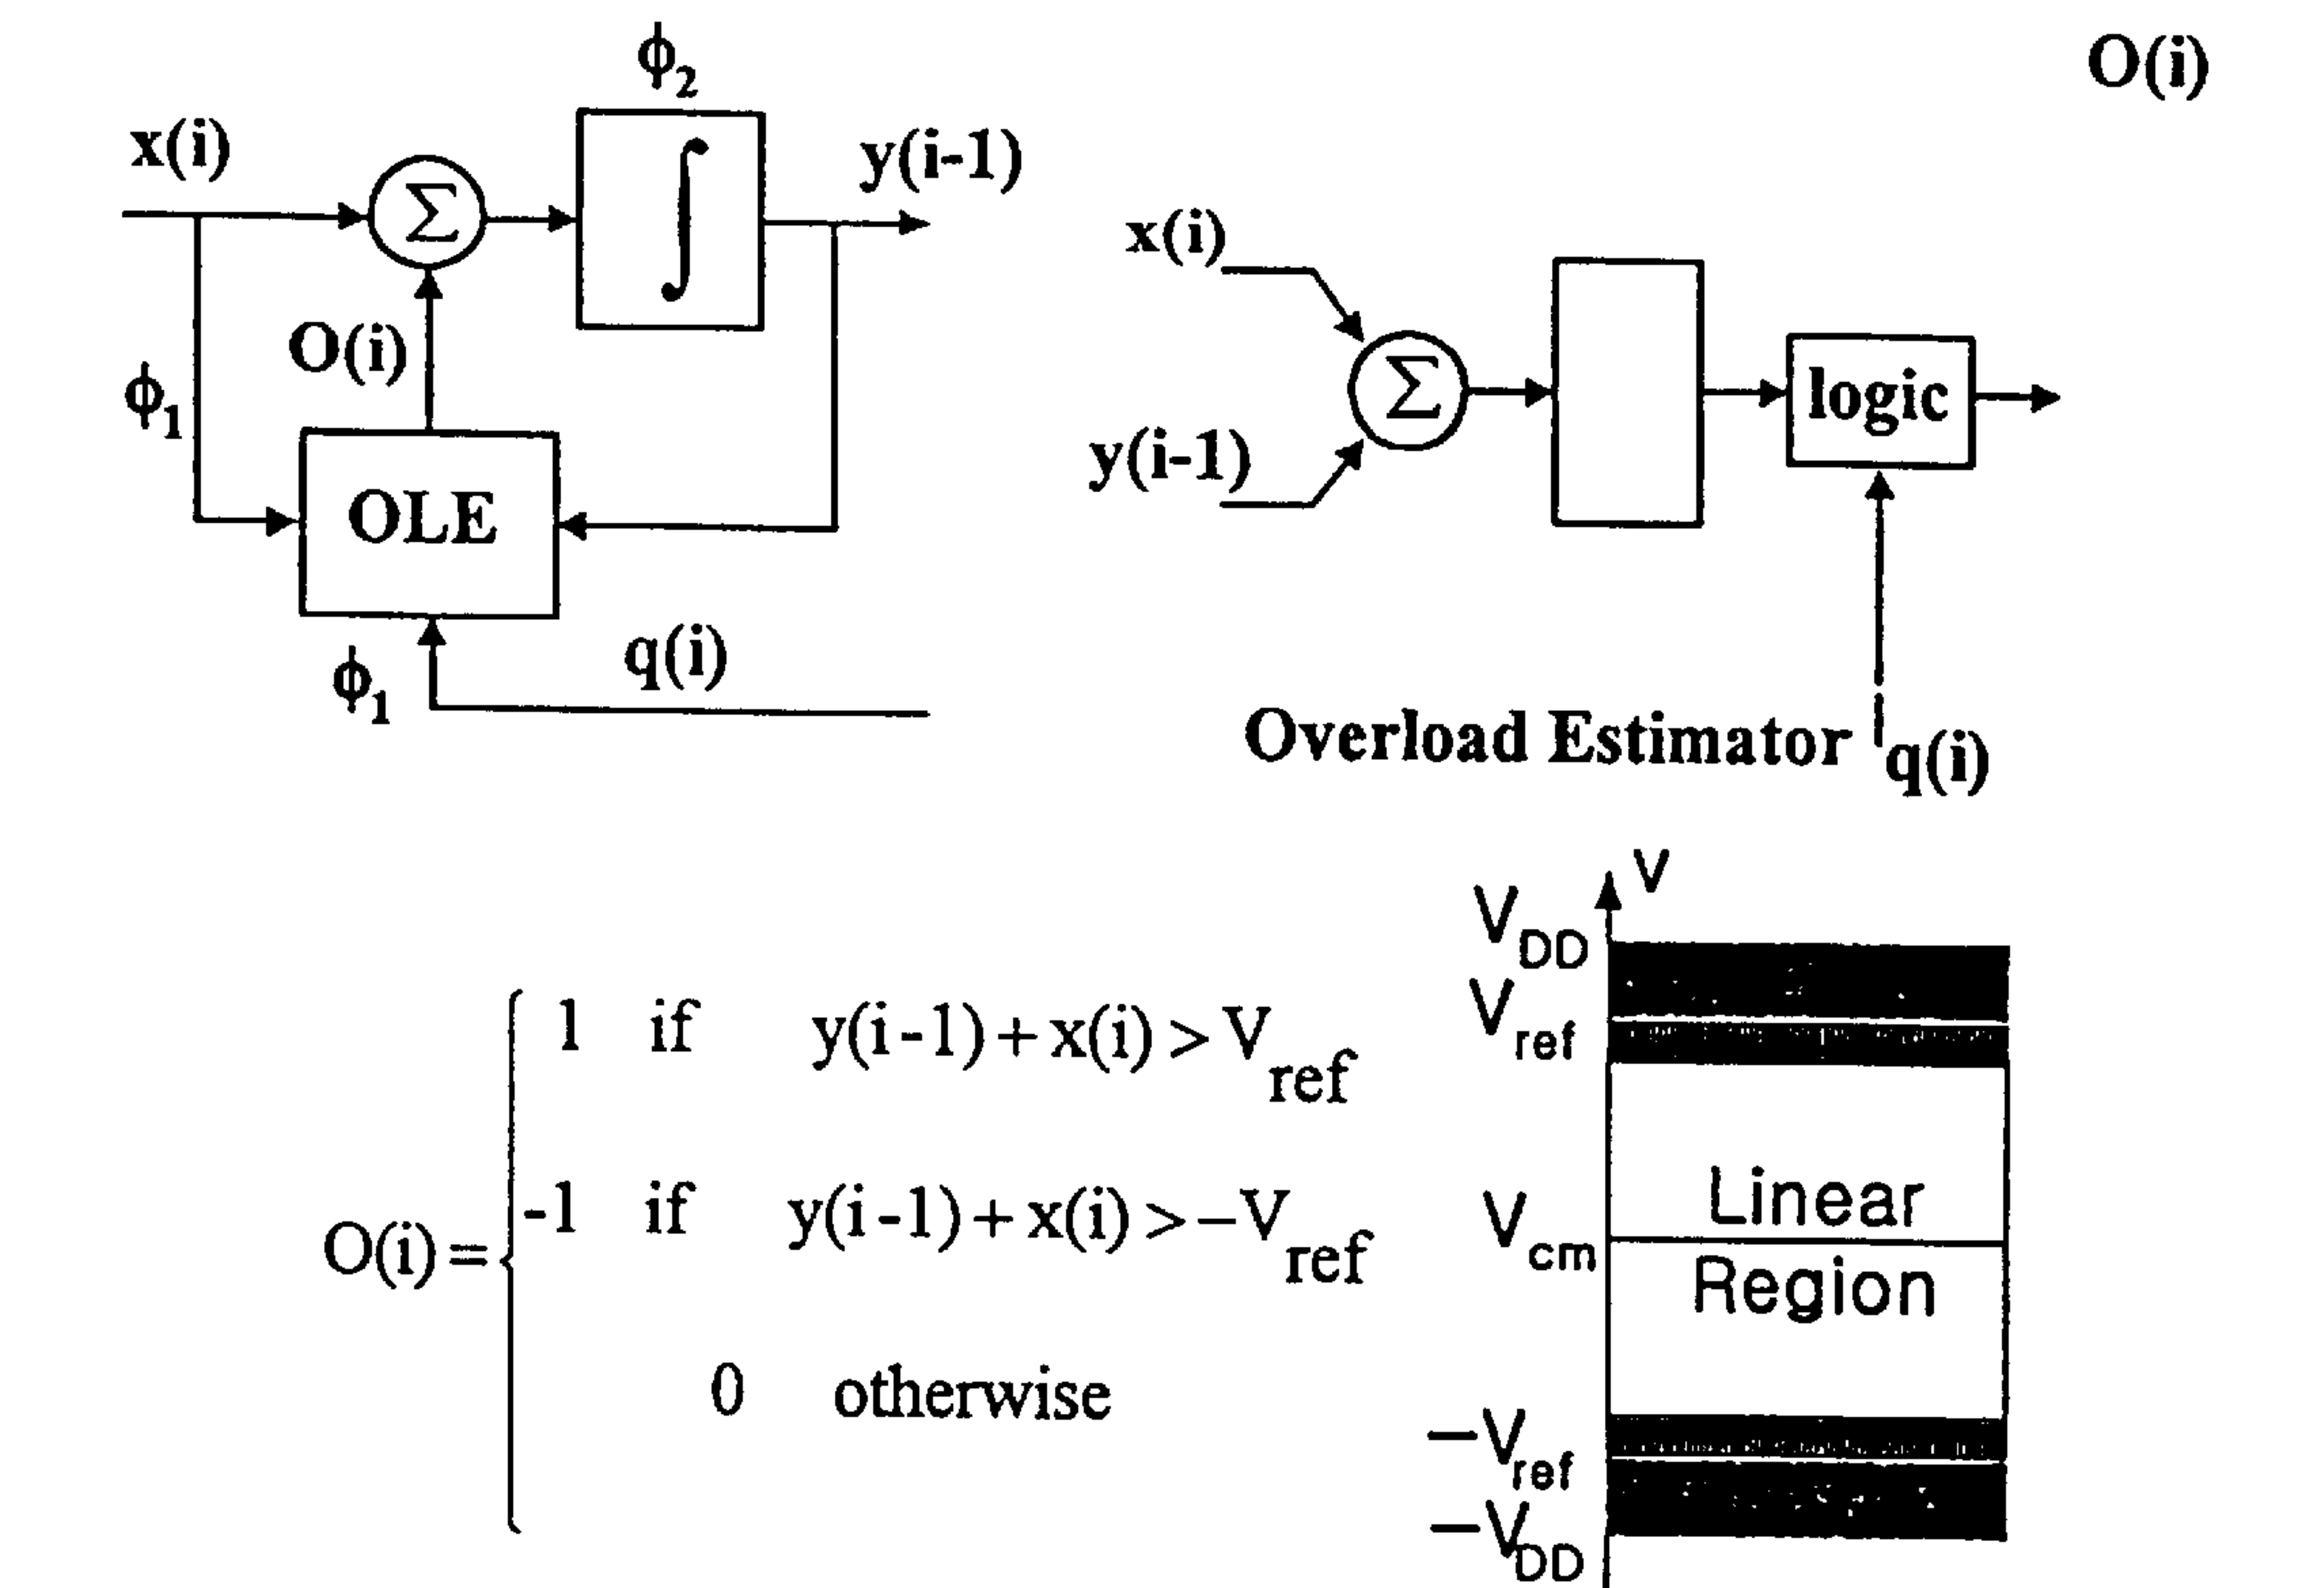 ϕ2
x(i)
Σ
∫
y(i-1)
O(i)
ϕ1
OLE
ϕ1
q(i)
O(i)
x(i)
y(i-1)
Σ
logic
Overload Estimator
q(i)
O(i) =
1 if y(i-1)+x(i) > Vref
-1 if y(i-1)+x(i) > -Vref
0 otherwise
V
VDD
Vref
Linear
Vcm
Region
-Vref
-VDD